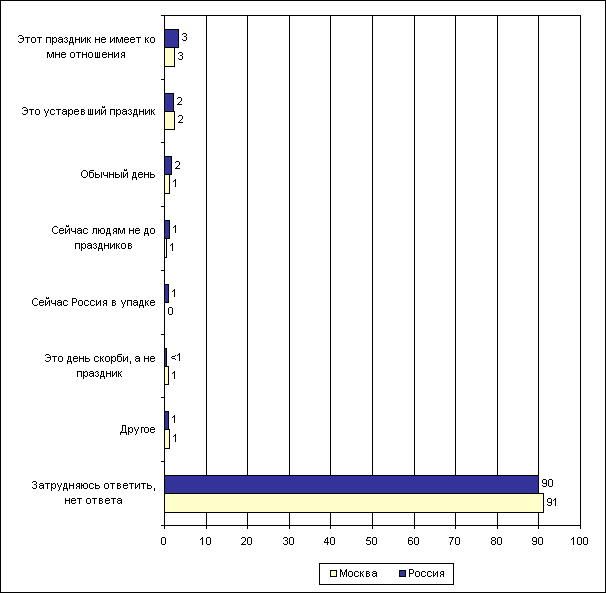 Этот праздник не имеет ко
мне отношения
3
3
Это устаревший праздник
2
2
Обычный день
2
1
Сейчас людям не до
праздников
1
1
Сейчас Россия в упадке
1
0
Это день скорби, а не
праздник
<1
1
Другое
1
1
Затрудняюсь ответить,
нет ответа
90
91
0 10 20 30 40 50 60 70 80 90 100
Москва Россия